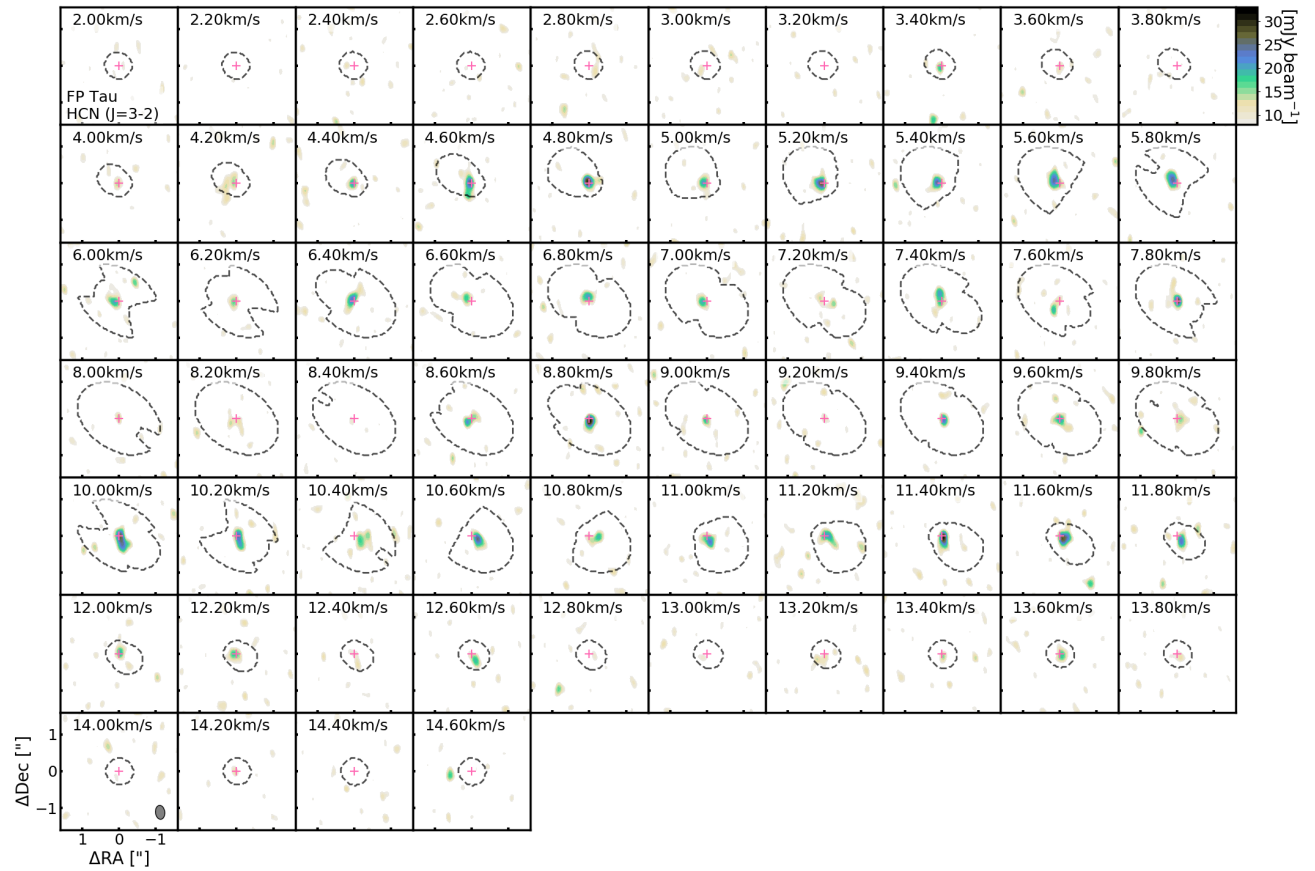 2.00km/s 2.20km/s 2.40km/s 2.60km/s 2.80km/s 3.00km/s 3.20km/s 3.40km/s 3.60km/s 3.80km/s
FP Tau
HCN (J=3-2)
4.00km/s 4.20km/s 4.40km/s 4.60km/s 4.80km/s 5.00km/s 5.20km/s 5.40km/s 5.60km/s 5.80km/s
6.00km/s 6.20km/s 6.40km/s 6.60km/s 6.80km/s 7.00km/s 7.20km/s 7.40km/s 7.60km/s 7.80km/s
8.00km/s 8.20km/s 8.40km/s 8.60km/s 8.80km/s 9.00km/s 9.20km/s 9.40km/s 9.60km/s 9.80km/s
10.00km/s 10.20km/s 10.40km/s 10.60km/s 10.80km/s 11.00km/s 11.20km/s 11.40km/s 11.60km/s 11.80km/s
12.00km/s 12.20km/s 12.40km/s 12.60km/s 12.80km/s 13.00km/s 13.20km/s 13.40km/s 13.60km/s 13.80km/s
14.00km/s 14.20km/s 14.40km/s 14.60km/s
1
0
−1
ΔDec ["]
1 0 −1
ΔRA ["]
30
25
20
15
10
[mJy beam⁻¹]